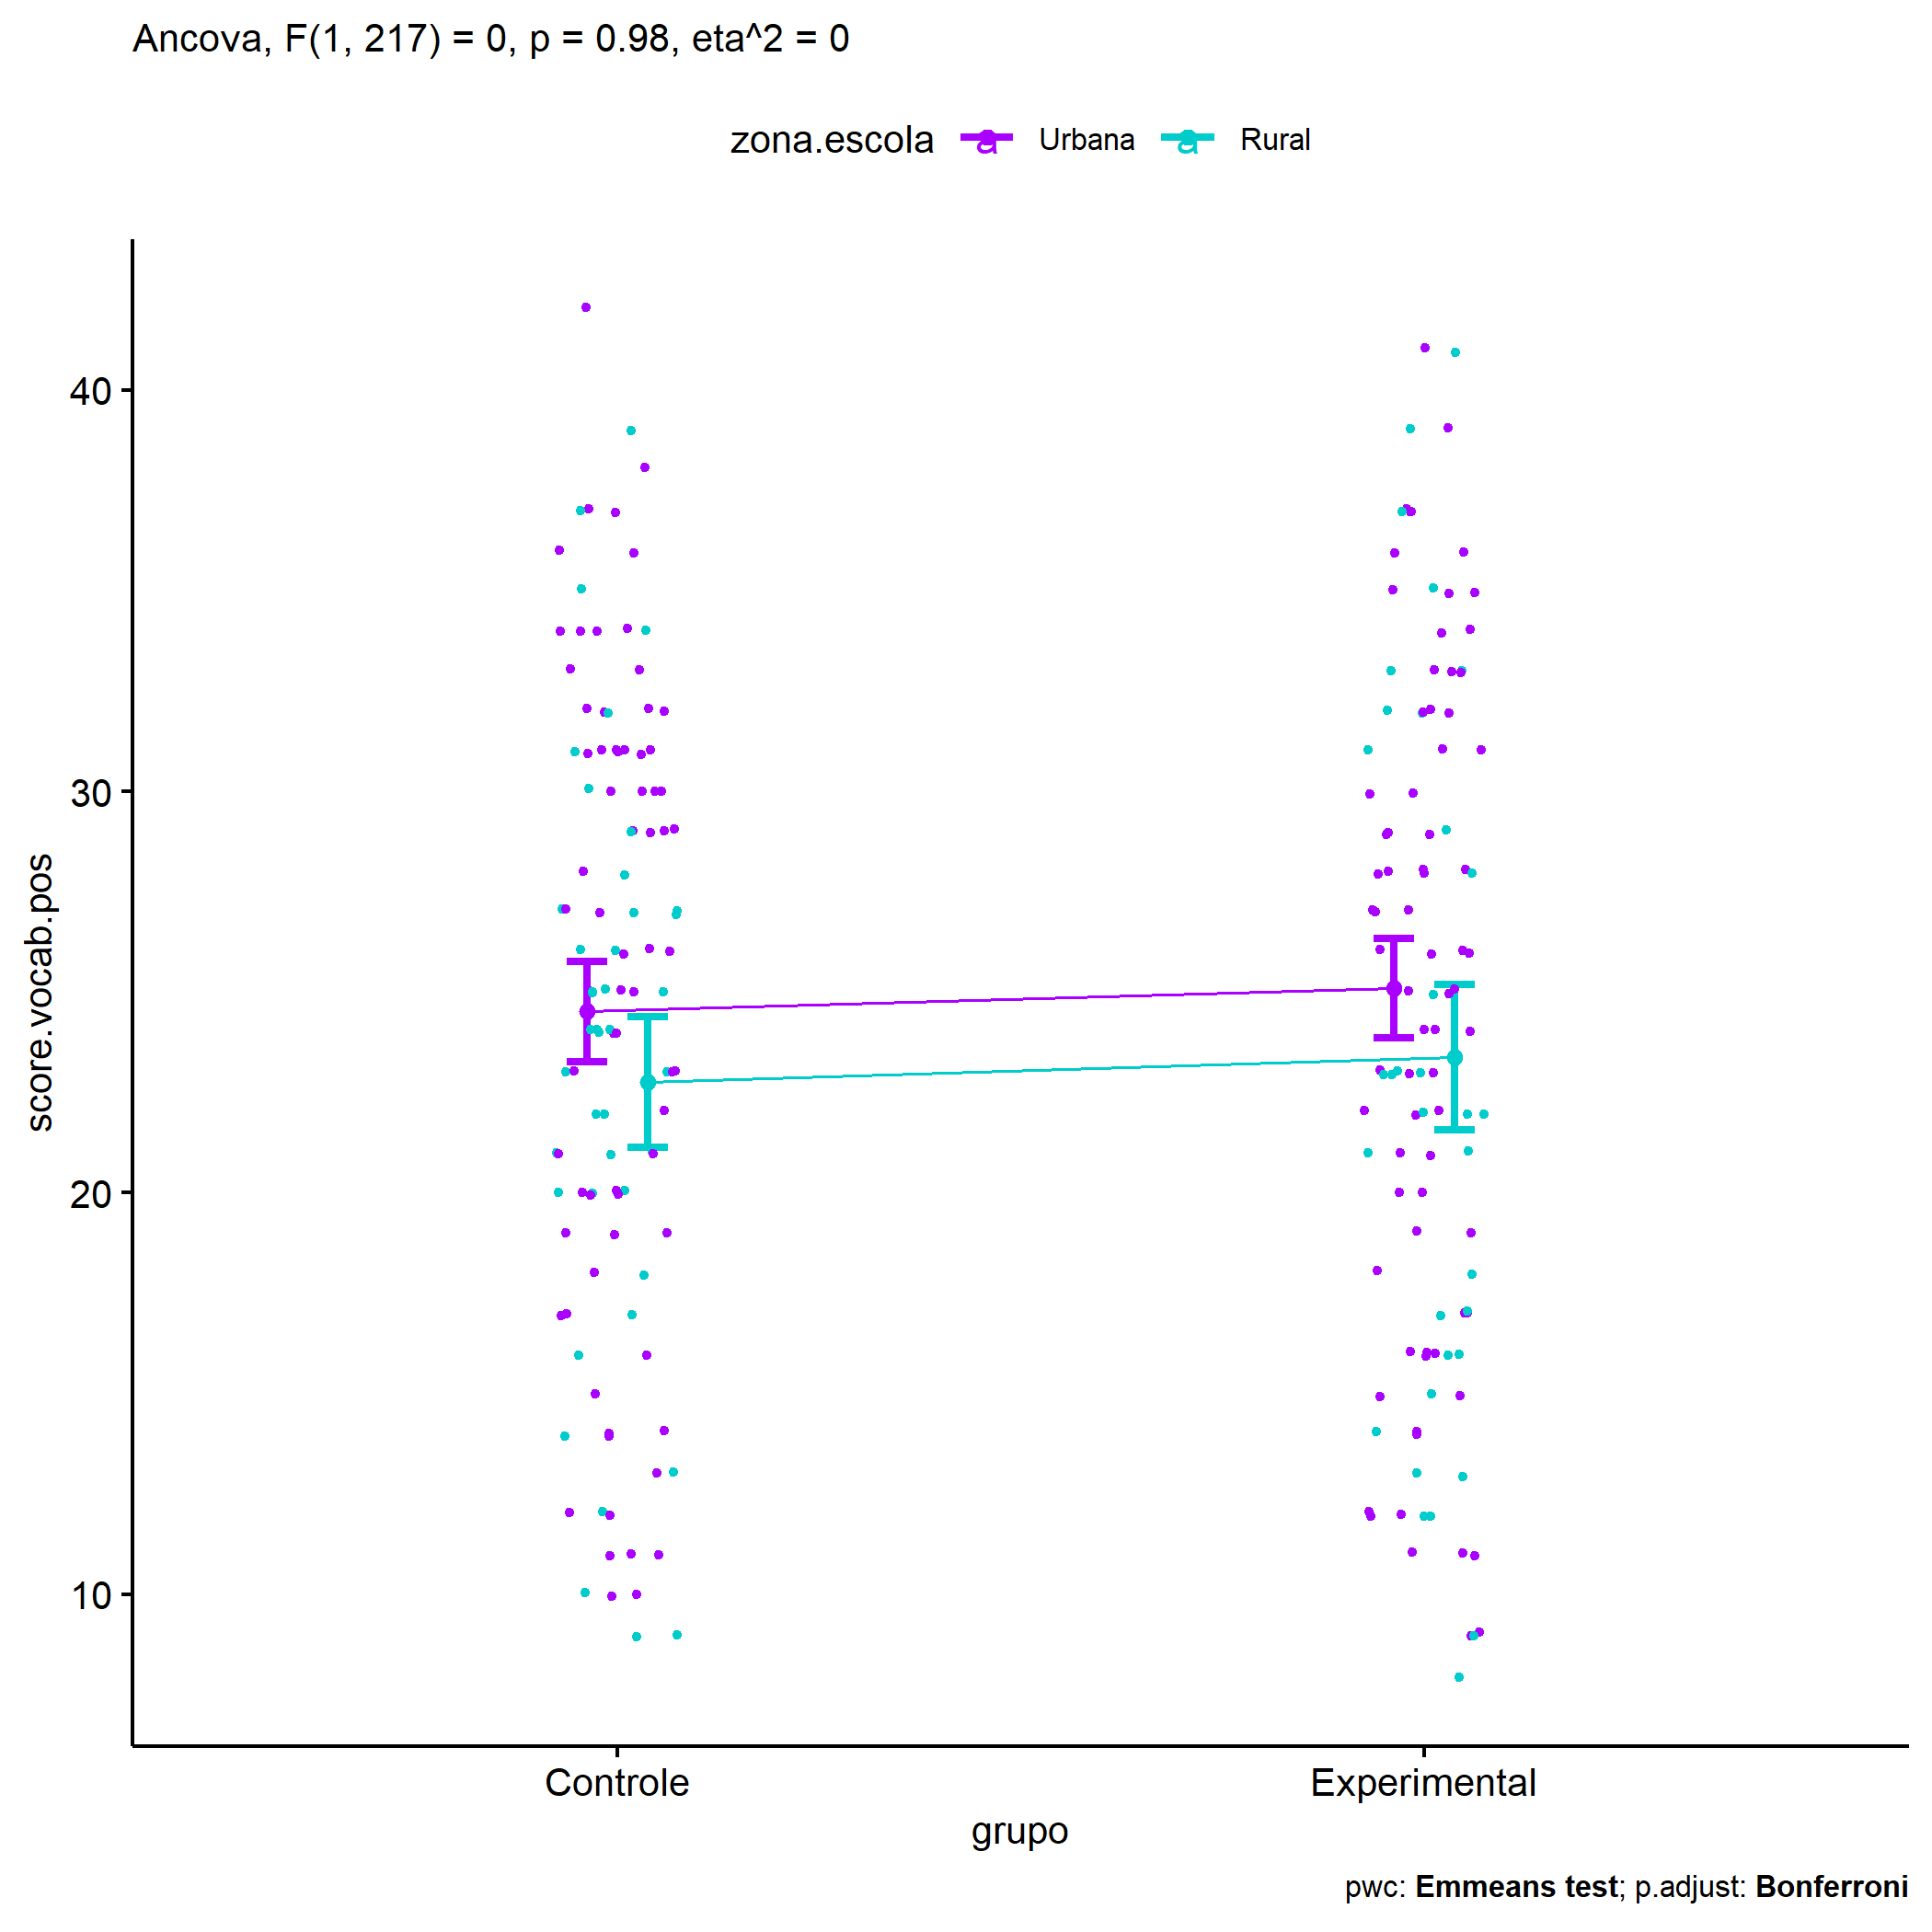 Ancova, F(1, 217) = 0, p = 0.98, eta^2 = 0
zona.escola a Urbana a Rural
40
30
20
10
score.vocab.pos
Controle Experimental
grupo
pwc: Emmeans test; p.adjust: Bonferroni